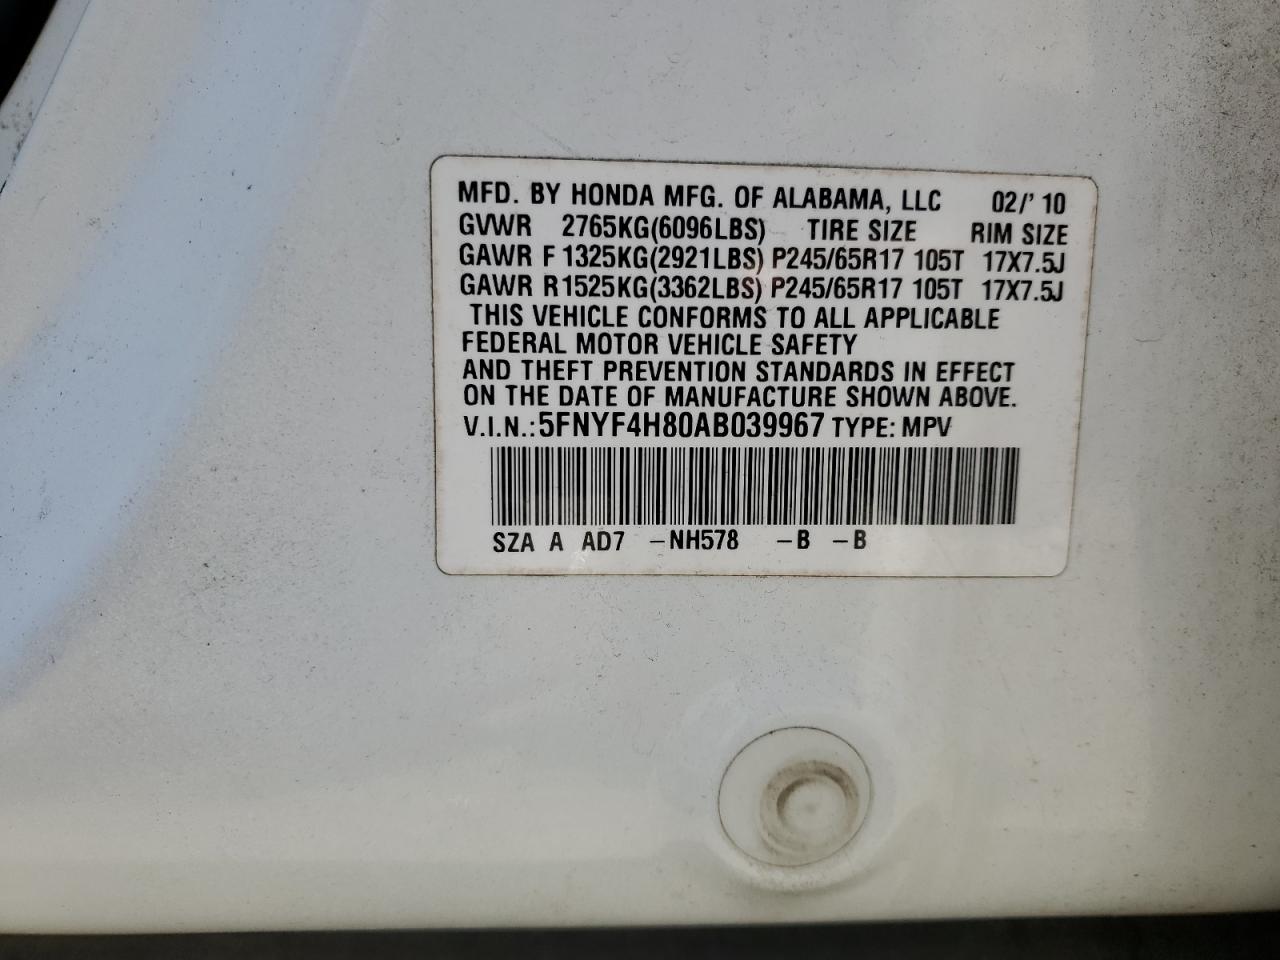 MFD. BY HONDA MFG. OF ALABAMA, LLC 02/'10
GVWR 2765KG(6096LBS) TIRE SIZE RIM SIZE
GAWR F 1325KG(2921LBS) P245/65R17 105T 17X7.5J
GAWR R1525KG(3362LBS) P245/65R17 105T 17X7.5J
THIS VEHICLE CONFORMS TO ALL APPLICABLE
FEDERAL MOTOR VEHICLE SAFETY
AND THEFT PREVENTION STANDARDS IN EFFECT
ON THE DATE OF MANUFACTURE SHOWN ABOVE.
V.I.N.: 5FNYF4H80AB039967 TYPE: MPV
SZA A AD7 -NH578 -B -B